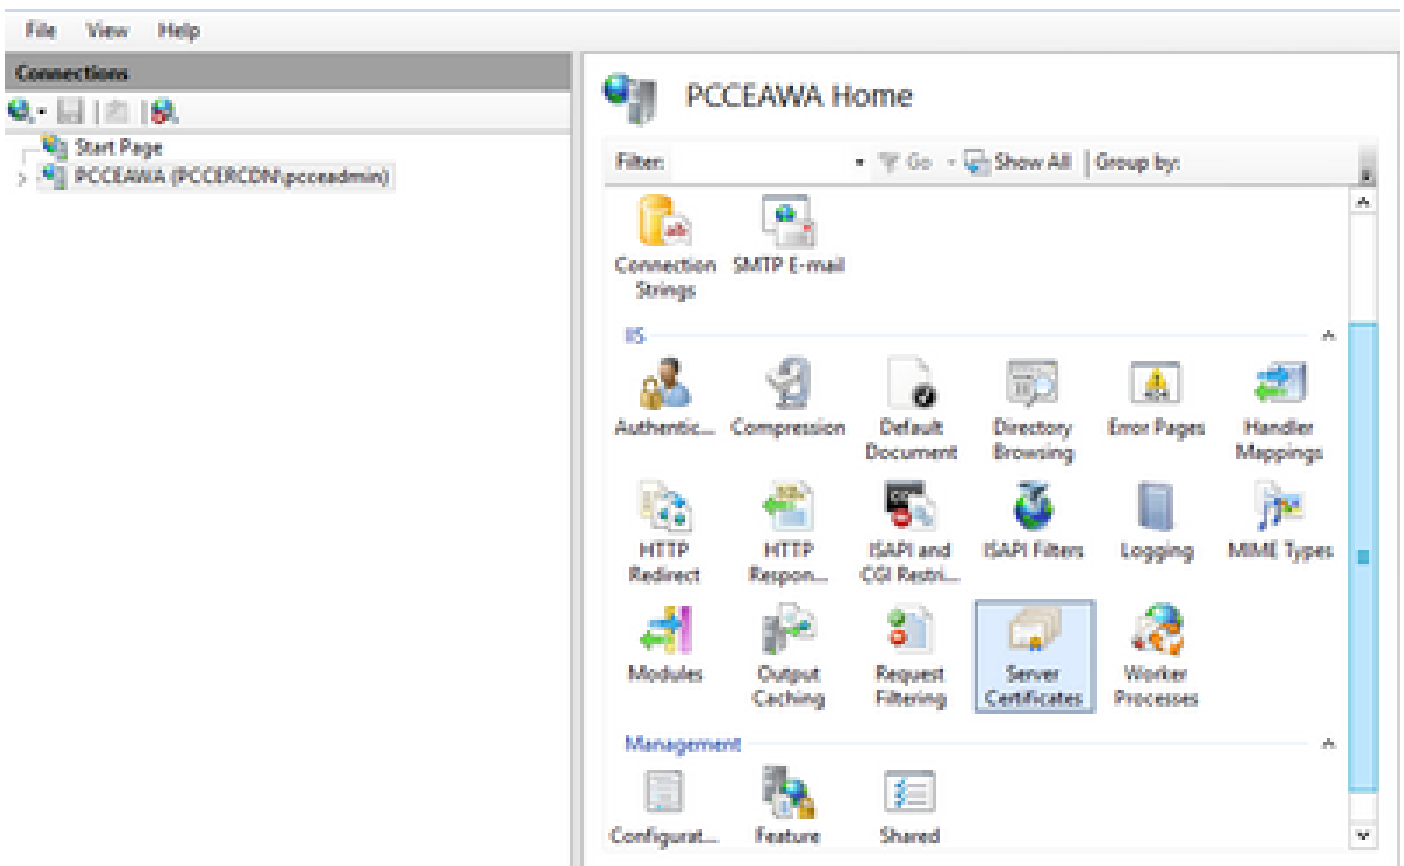 File View Help
Connections
Start Page
PCCEAWA (PCCERCDN\pcceadmin)
PCCEAWA Home
Filter: Go Show All Group by:
Connection Strings
SMTP E-mail
IIS
Authentic...
Compression
Default Document
Directory Browsing
Error Pages
Handler Mappings
HTTP Redirect
HTTP Respon...
ISAPI and CGI Restri...
ISAPI Filters
Logging
MIME Types
Modules
Output Caching
Request Filtering
Server Certificates
Worker Processes
Management
Configurat...
Feature
Shared